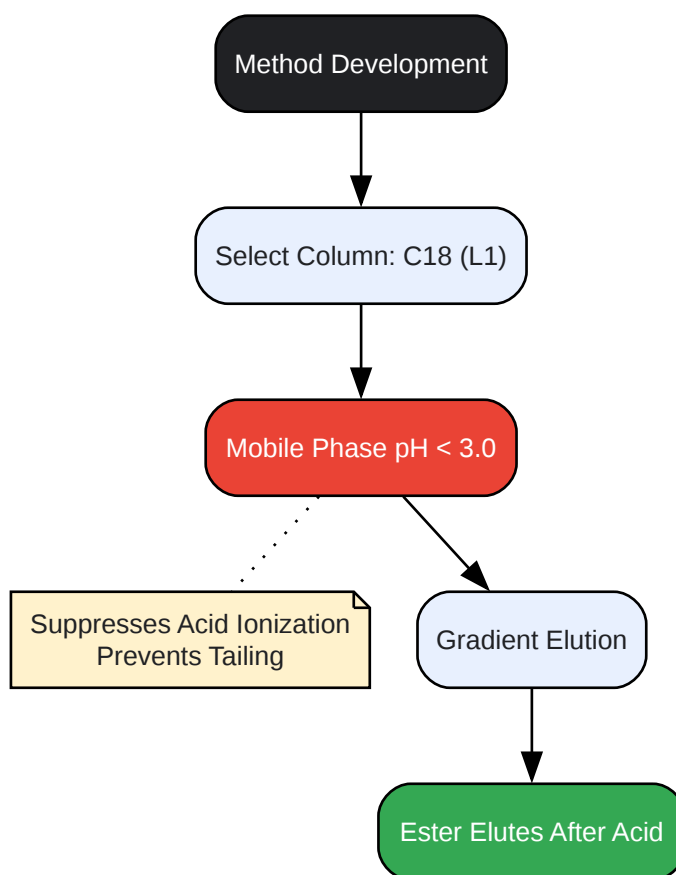 Method Development
Select Column: C18 (L1)
Mobile Phase pH < 3.0
Suppresses Acid Ionization
Prevents Tailing
Gradient Elution
Ester Elutes After Acid